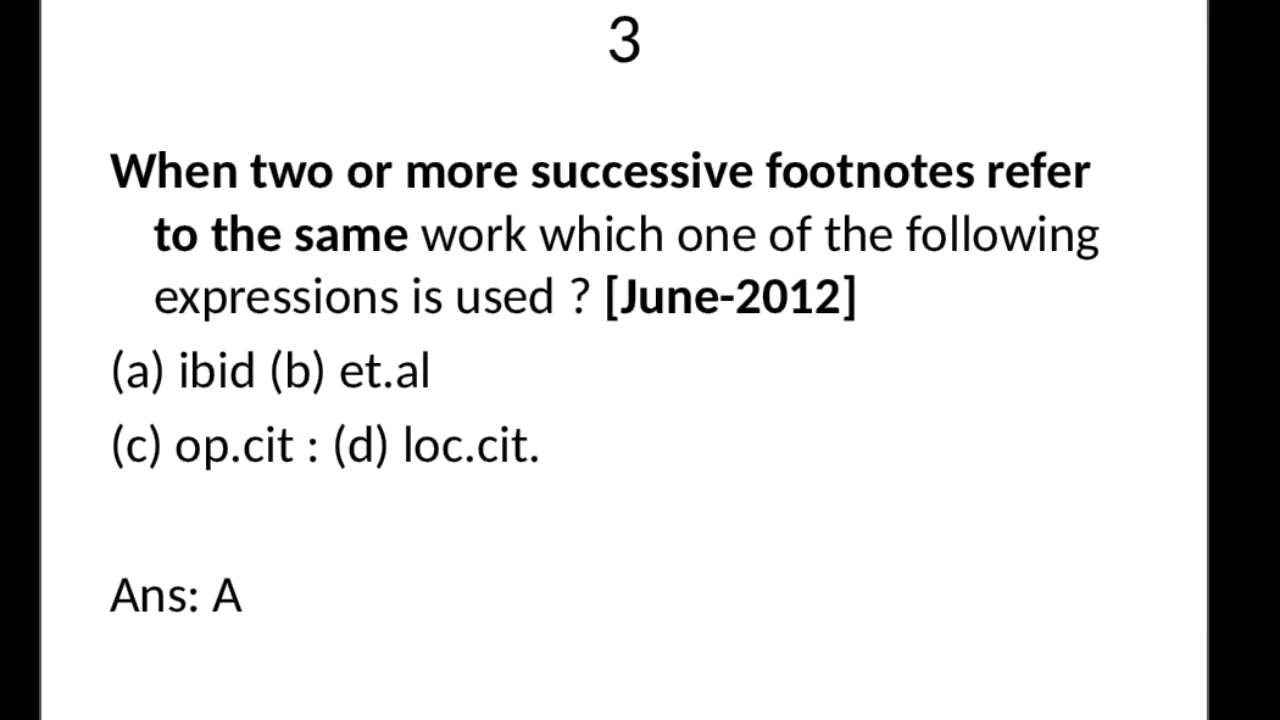 3
When two or more successive footnotes refer
to the same work which one of the following
expressions is used ? [June-2012]
(a) ibid (b) et.al
(c) op.cit : (d) loc.cit.
Ans: A